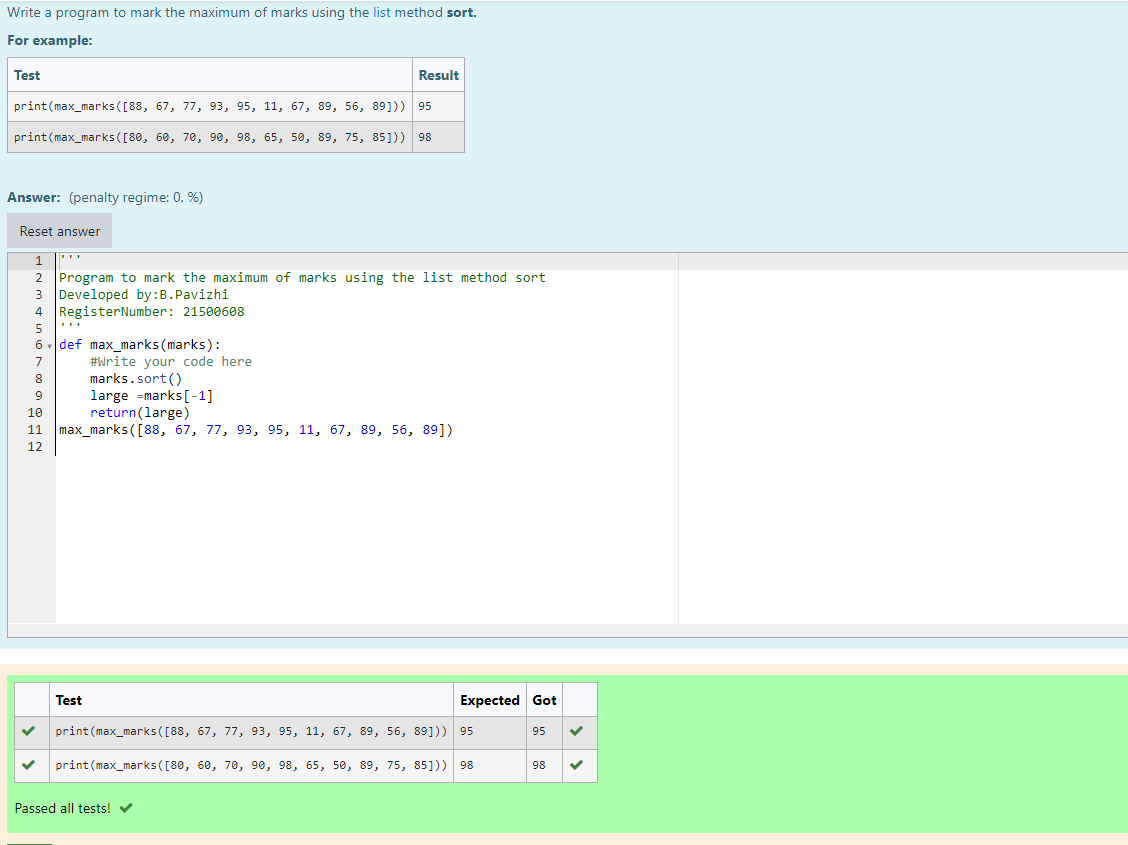 Write a program to mark the maximum of marks using the list method sort.
For example:
Test Result
print(max_marks([88, 67, 77, 93, 95, 11, 67, 89, 56, 89])) 95
print(max_marks([80, 60, 70, 90, 98, 65, 50, 89, 75, 85])) 98
Answer: (penalty regime: 0. %)
Reset answer
1 '''
2 Program to mark the maximum of marks using the list method sort
3 Developed by:B.Pavizhi
4 RegisterNumber: 21500608
5 '''
6 def max_marks(marks):
7 #Write your code here
8 marks.sort()
9 large =marks[-1]
10 return(large)
11 max_marks([88, 67, 77, 93, 95, 11, 67, 89, 56, 89])
12
Test Expected Got
print(max_marks([88, 67, 77, 93, 95, 11, 67, 89, 56, 89])) 95 95
print(max_marks([80, 60, 70, 90, 98, 65, 50, 89, 75, 85])) 98 98
Passed all tests!